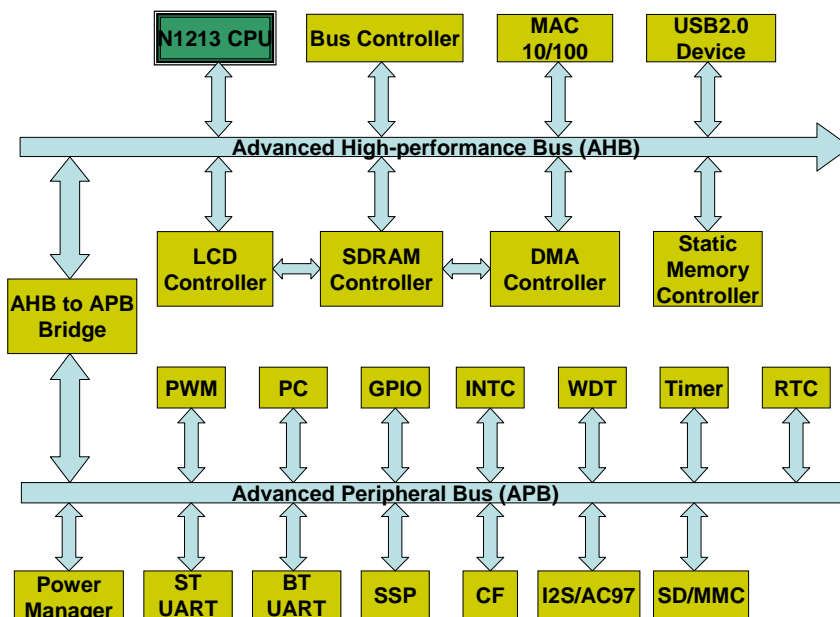 N1213 CPU
Bus Controller
MAC
10/100
USB2.0
Device
Advanced High-performance Bus (AHB)
LCD
Controller
SDRAM
Controller
DMA
Controller
Static
Memory
Controller
AHB to APB
Bridge
PWM
PC
GPIO
INTC
WDT
Timer
RTC
Advanced Peripheral Bus (APB)
Power
Manager
ST
UART
BT
UART
SSP
CF
I2S/AC97
SD/MMC